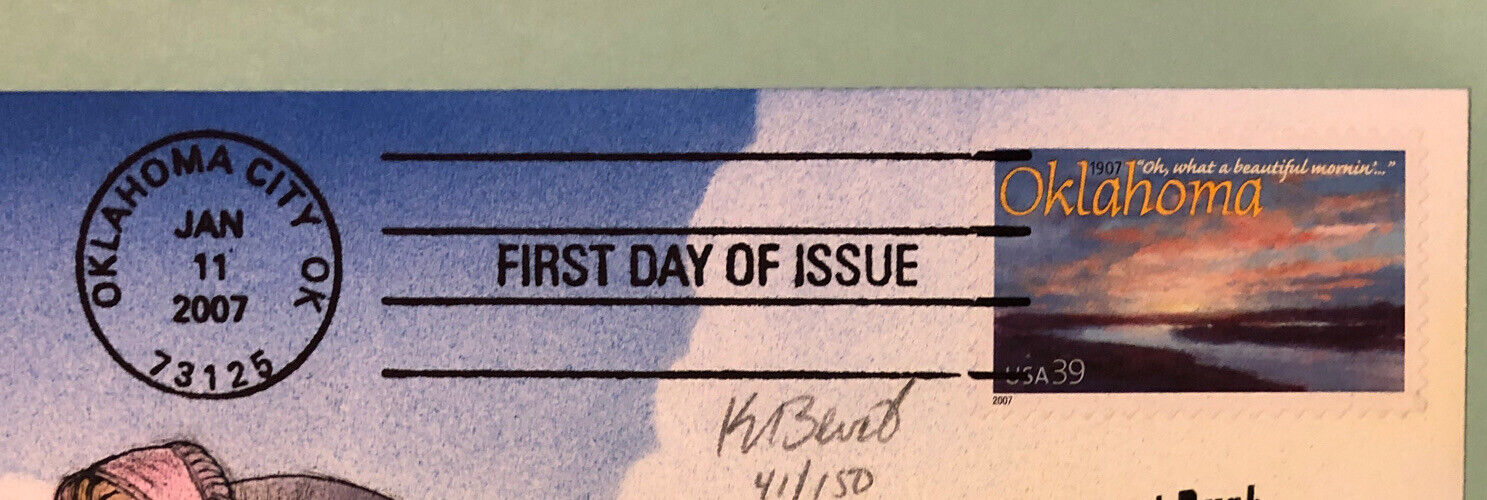 OKLAHOMA CITY OK
JAN
11
2007
73125
FIRST DAY OF ISSUE
1907 "Oh, what a beautiful mornin'..."
Oklahoma
USA 39
2007
41/150